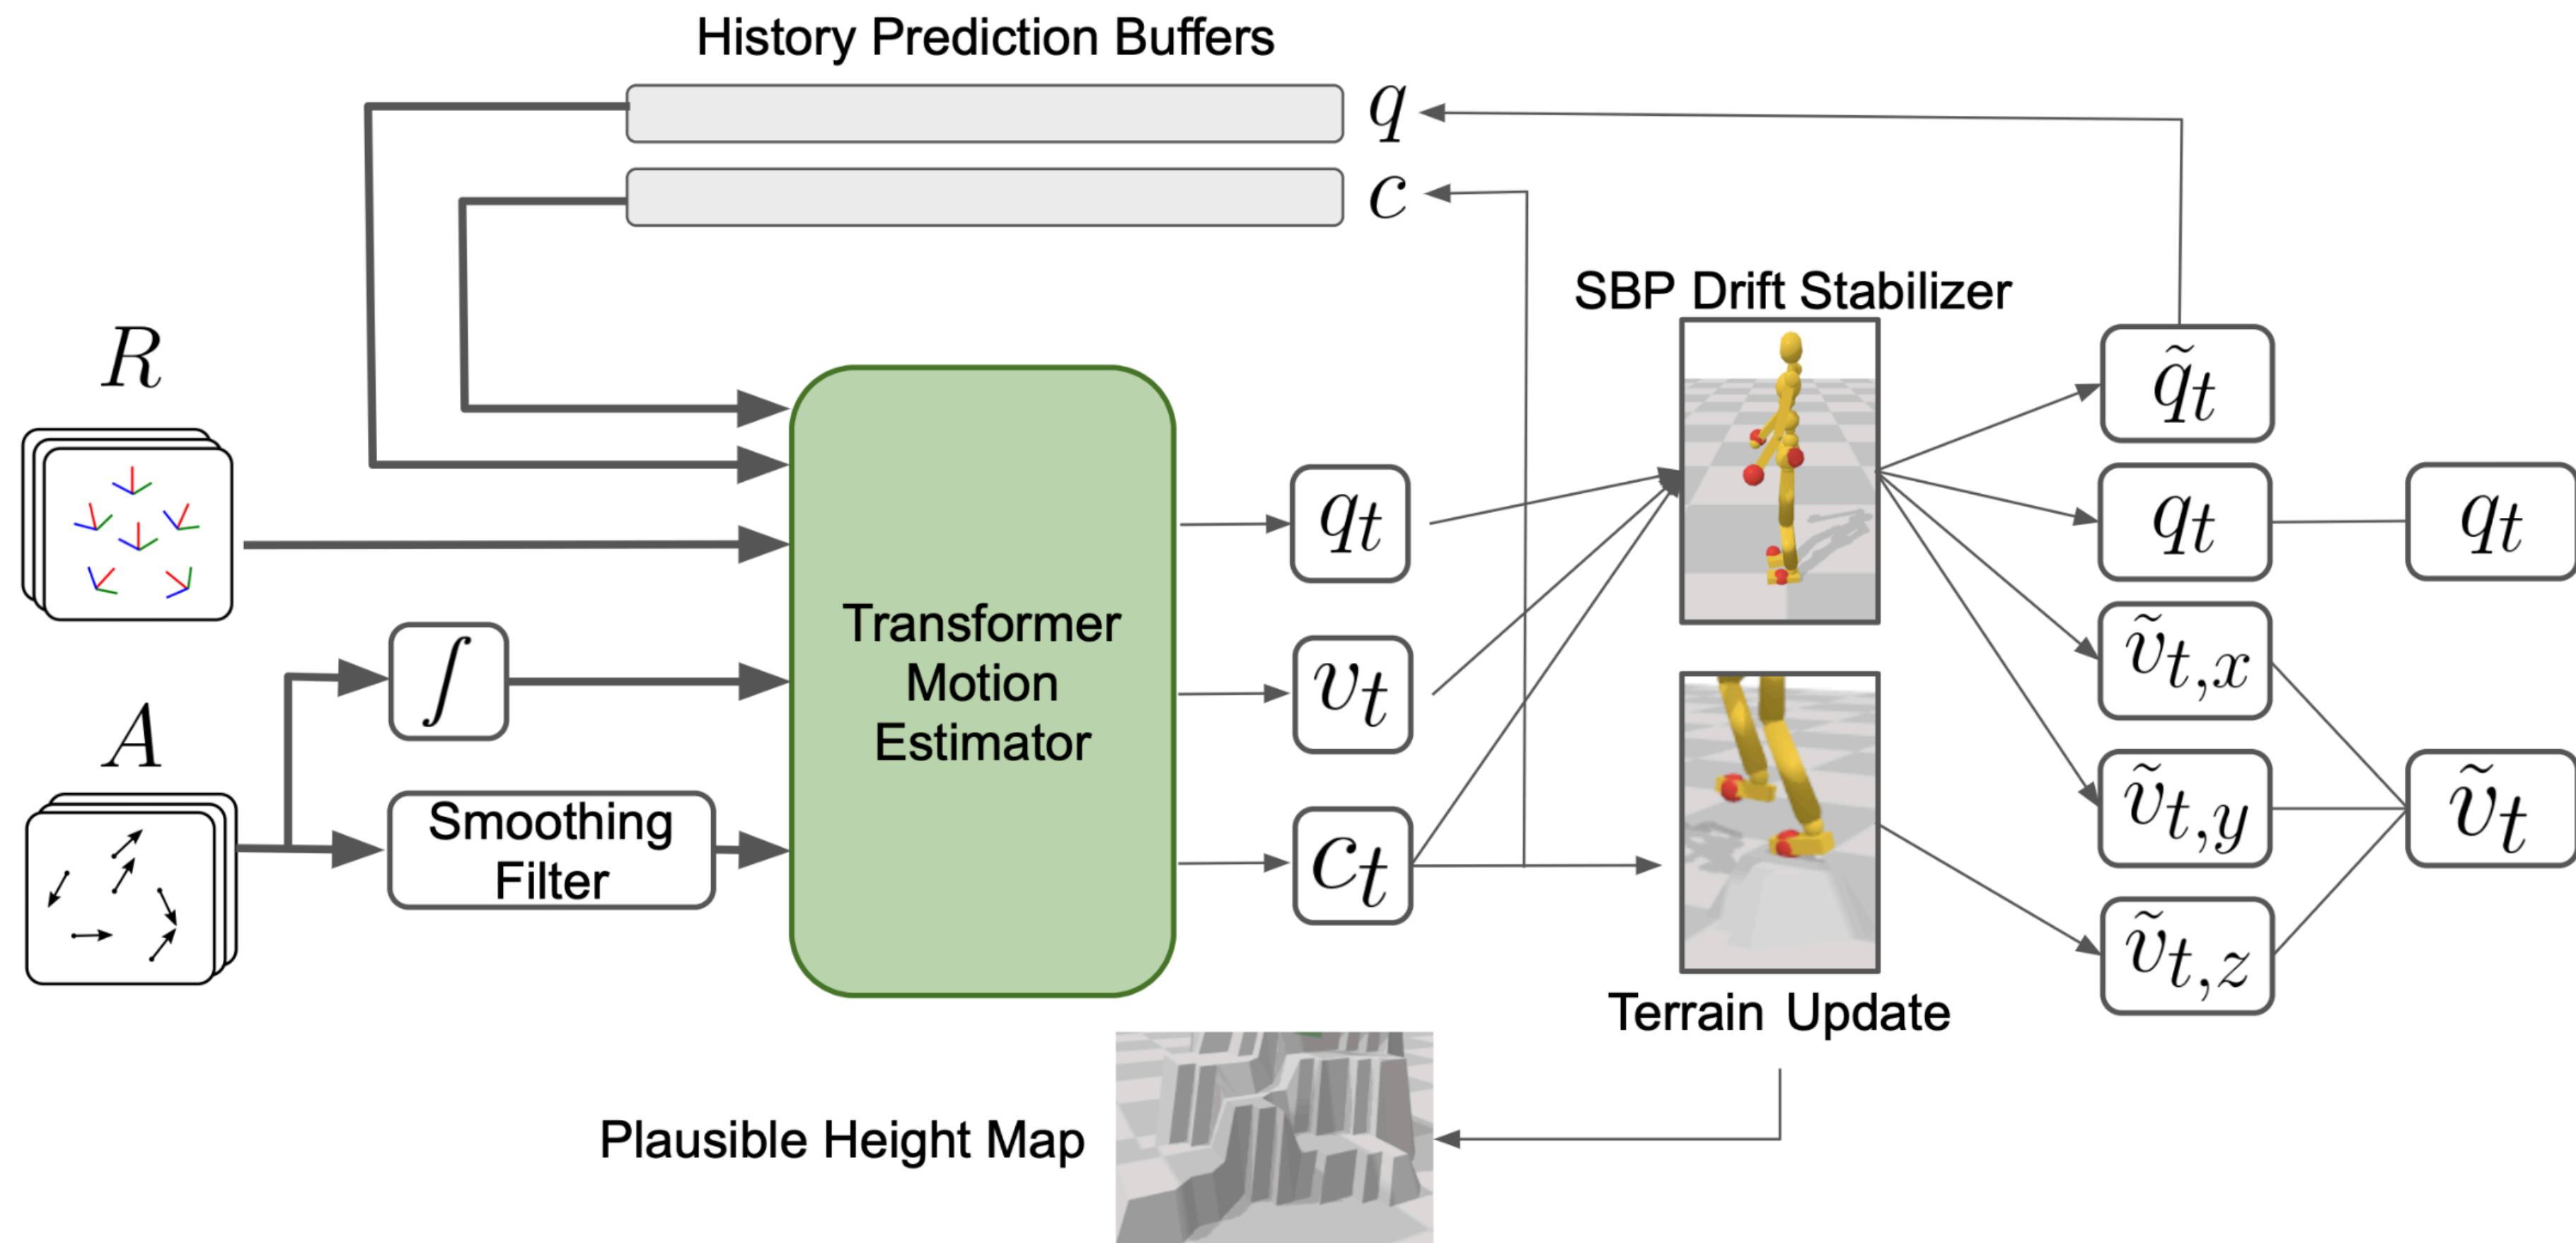 History Prediction Buffers
q
c
SBP Drift Stabilizer
R
q̃t
qt
qt
qt
Transformer
Motion
Estimator
∫
vt
ṽt,x
A
Smoothing
Filter
ct
ṽt,y
ṽt
ṽt,z
Terrain Update
Plausible Height Map